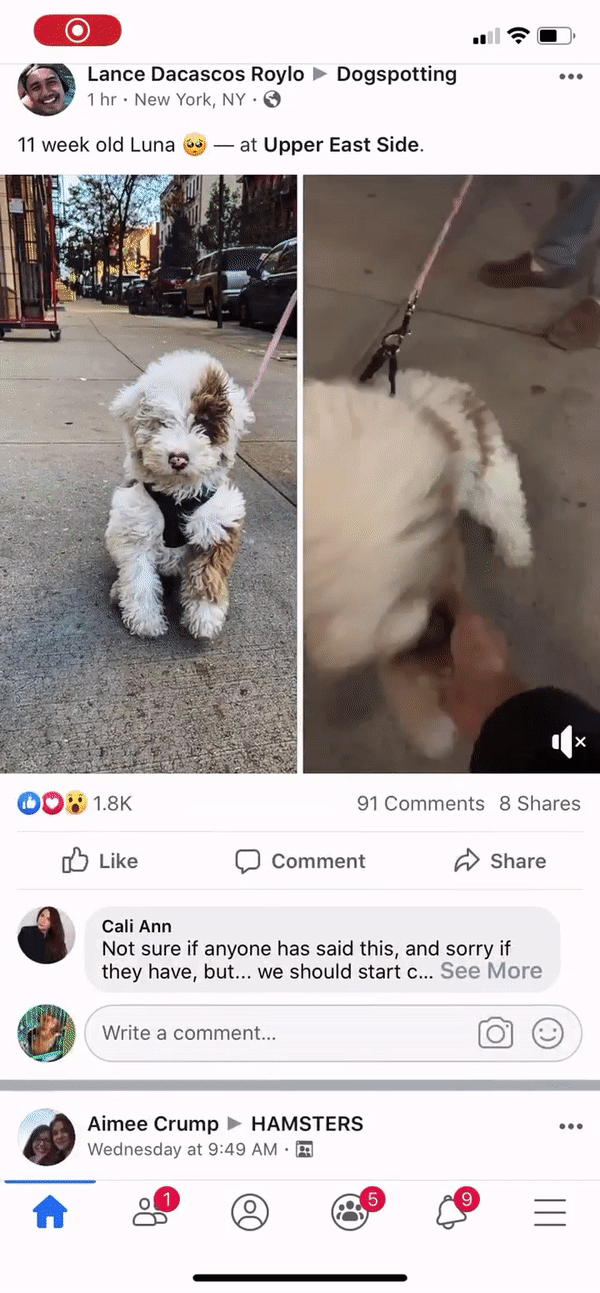 Lance Dacascos Roylo ▶ Dogspotting
1 hr · New York, NY ·
11 week old Luna 🥺 — at Upper East Side.
1.8K
91 Comments 8 Shares
Like Comment Share
Cali Ann
Not sure if anyone has said this, and sorry if
they have, but... we should start c... See More
Write a comment...
Aimee Crump ▶ HAMSTERS
Wednesday at 9:49 AM ·
1 5 9